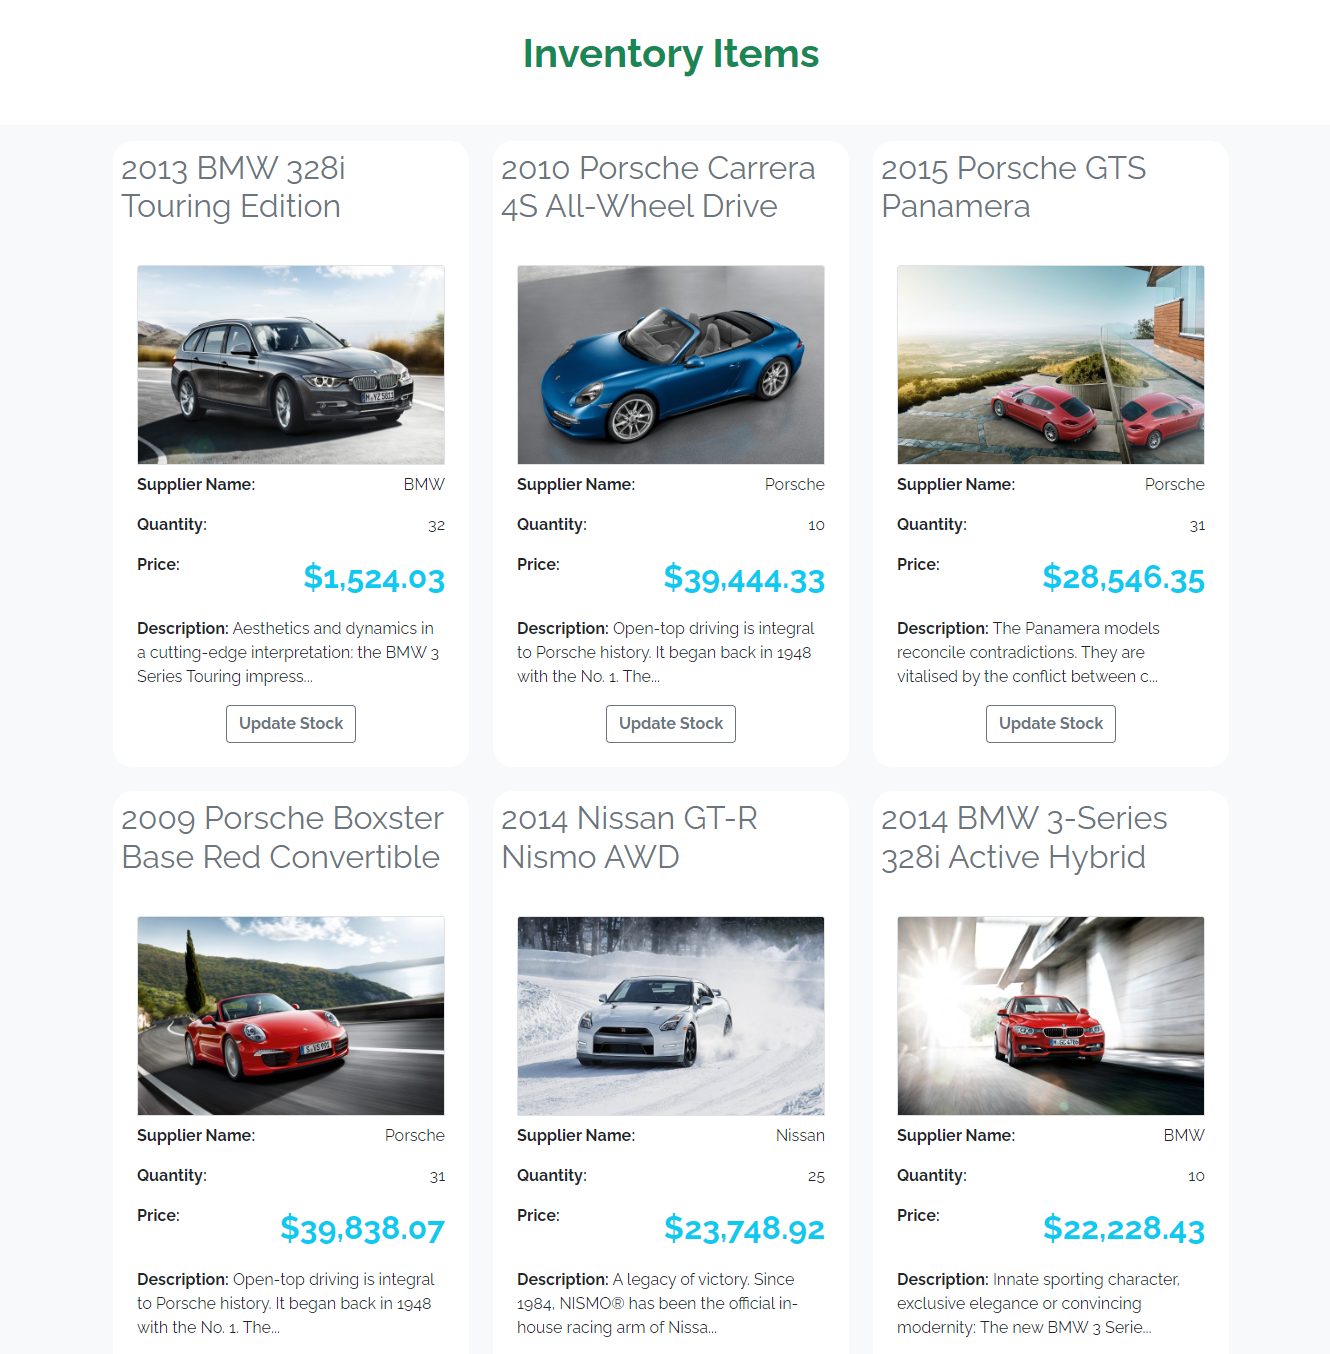 Inventory Items
2013 BMW 328i
Touring Edition
Supplier Name: BMW
Quantity: 32
Price: $1,524.03
Description: Aesthetics and dynamics in
a cutting-edge interpretation: the BMW 3
Series Touring impress...
Update Stock
2010 Porsche Carrera
4S All-Wheel Drive
Supplier Name: Porsche
Quantity: 10
Price: $39,444.33
Description: Open-top driving is integral
to Porsche history. It began back in 1948
with the No. 1. The...
Update Stock
2015 Porsche GTS
Panamera
Supplier Name: Porsche
Quantity: 31
Price: $28,546.35
Description: The Panamera models
reconcile contradictions. They are
vitalised by the conflict between c...
Update Stock
2009 Porsche Boxster
Base Red Convertible
Supplier Name: Porsche
Quantity: 31
Price: $39,838.07
Description: Open-top driving is integral
to Porsche history. It began back in 1948
with the No. 1. The...
2014 Nissan GT-R
Nismo AWD
Supplier Name: Nissan
Quantity: 25
Price: $23,748.92
Description: A legacy of victory. Since
1984, NISMO® has been the official in-
house racing arm of Nissa...
2014 BMW 3-Series
328i Active Hybrid
Supplier Name: BMW
Quantity: 10
Price: $22,228.43
Description: Innate sporting character,
exclusive elegance or convincing
modernity: The new BMW 3 Serie...